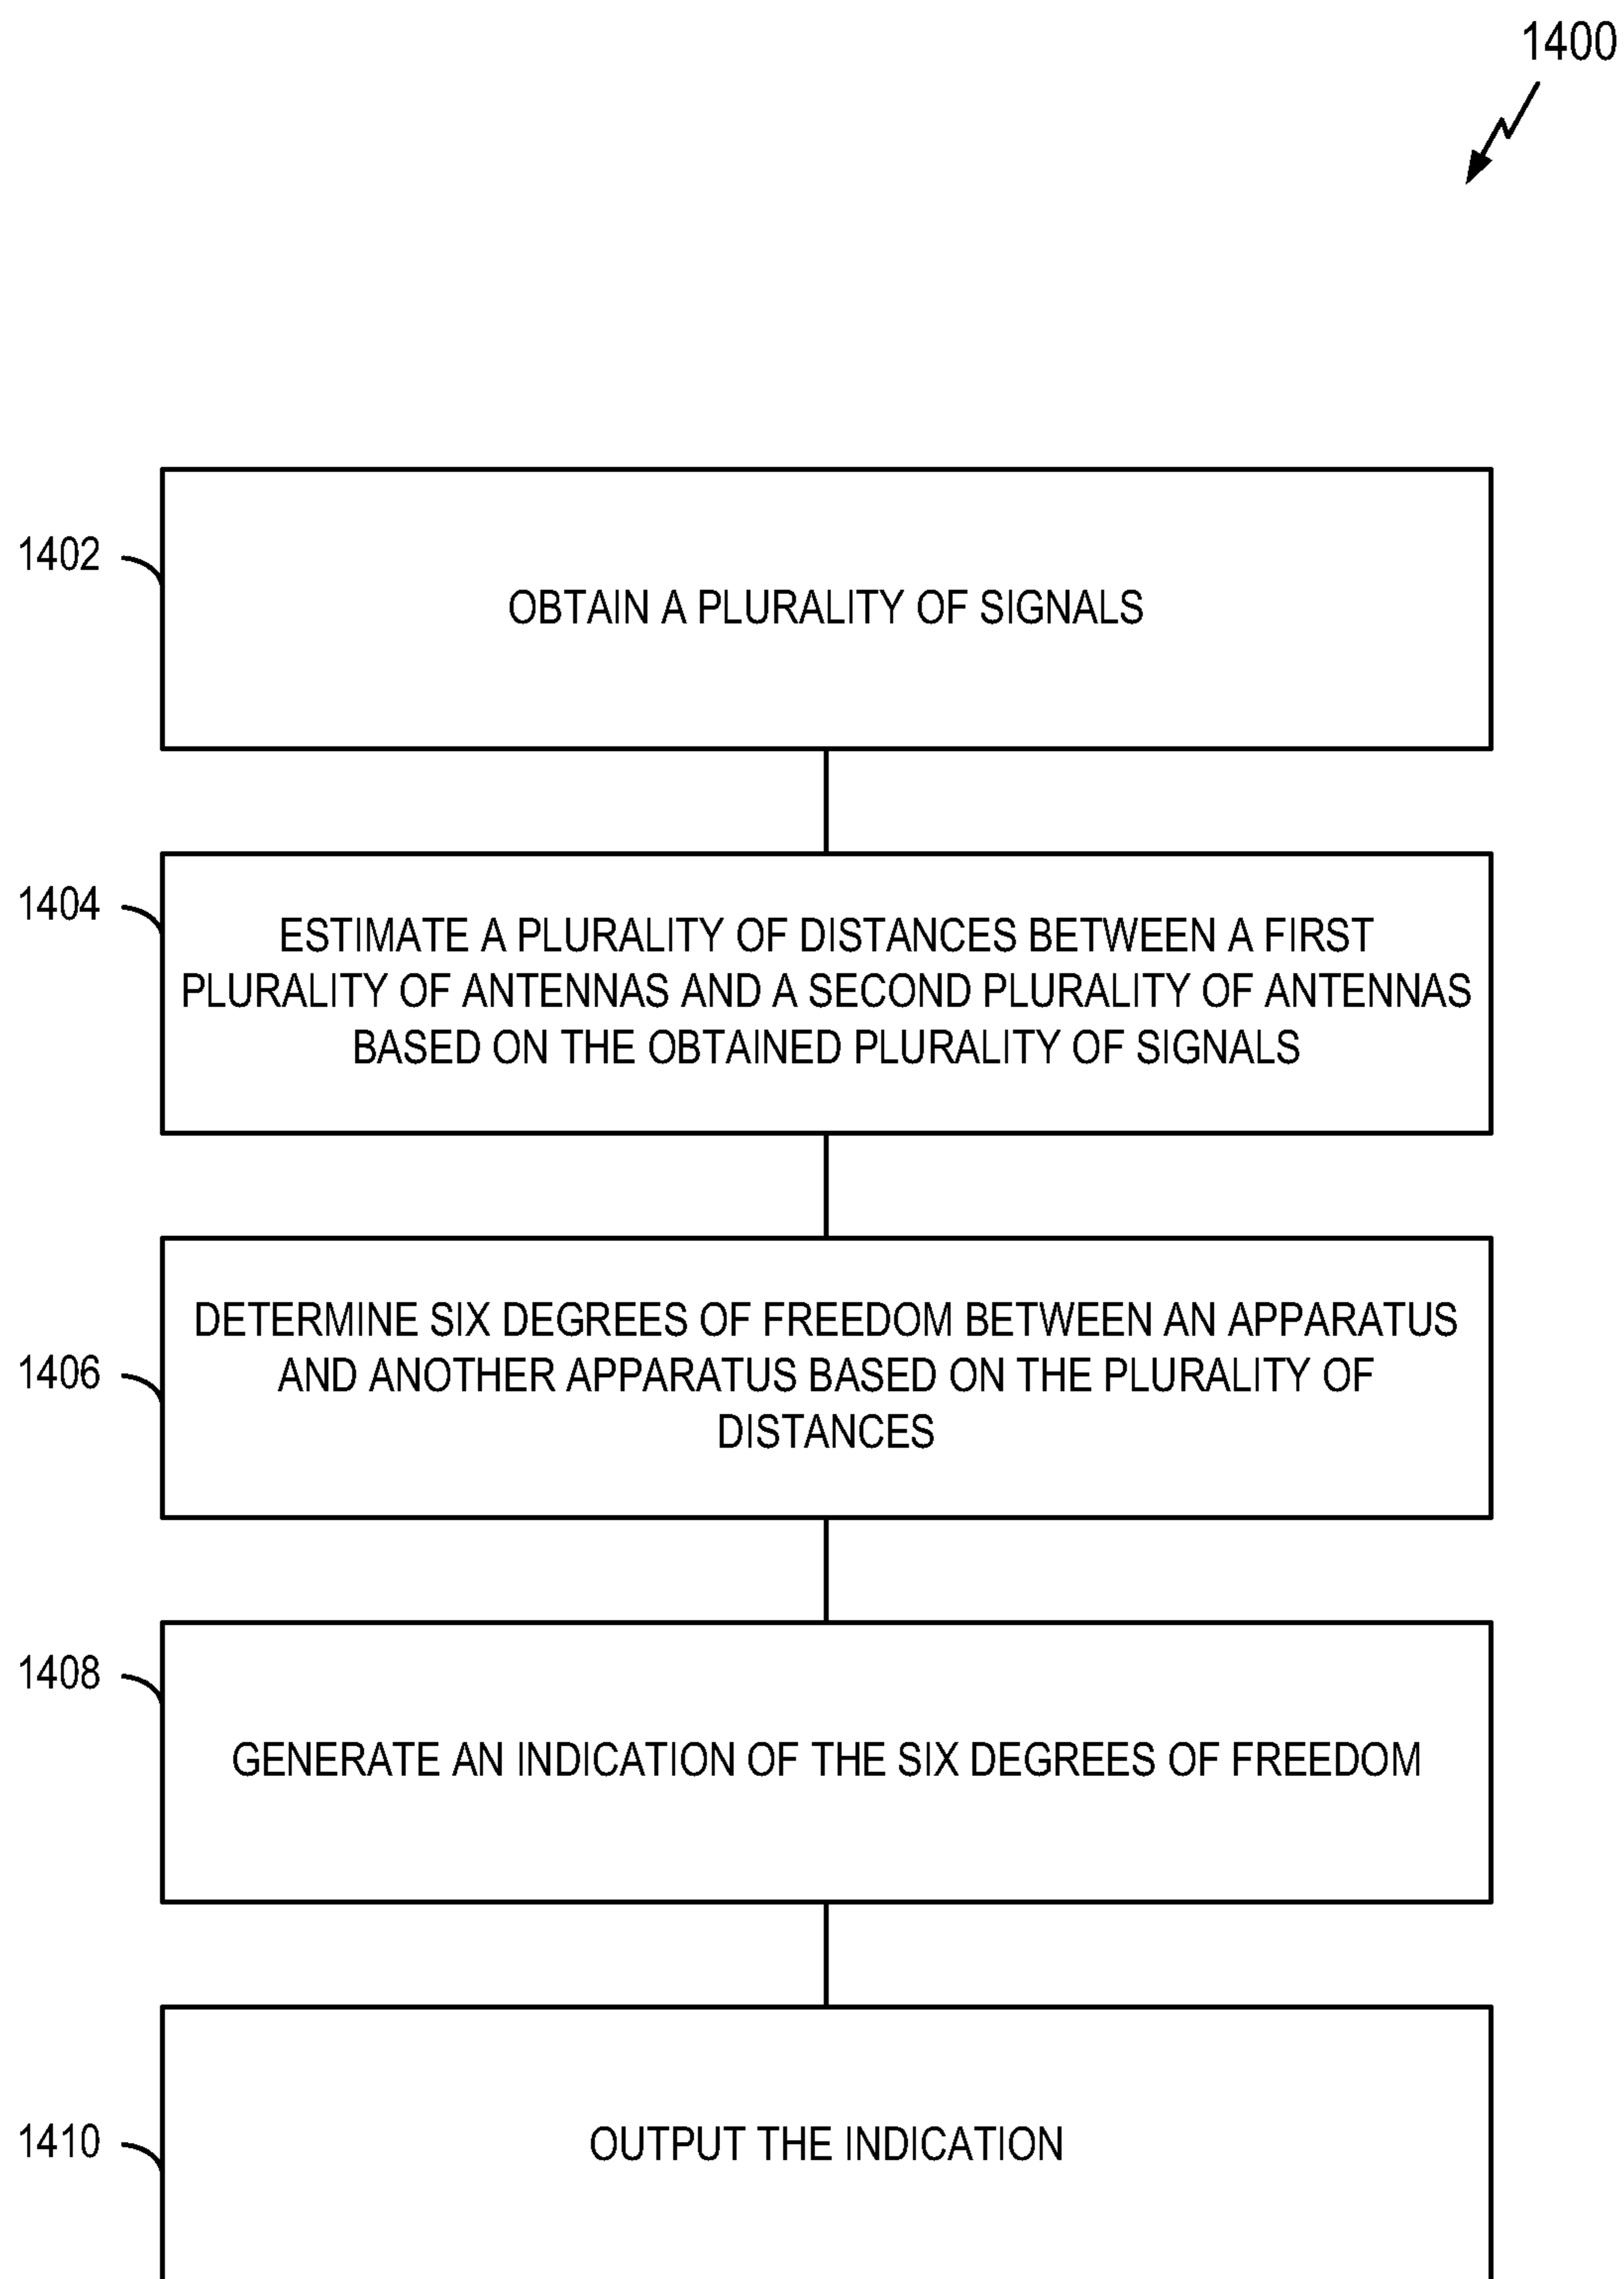 1400
1402
OBTAIN A PLURALITY OF SIGNALS
1404
ESTIMATE A PLURALITY OF DISTANCES BETWEEN A FIRST
PLURALITY OF ANTENNAS AND A SECOND PLURALITY OF ANTENNAS
BASED ON THE OBTAINED PLURALITY OF SIGNALS
1406
DETERMINE SIX DEGREES OF FREEDOM BETWEEN AN APPARATUS
AND ANOTHER APPARATUS BASED ON THE PLURALITY OF
DISTANCES
1408
GENERATE AN INDICATION OF THE SIX DEGREES OF FREEDOM
1410
OUTPUT THE INDICATION